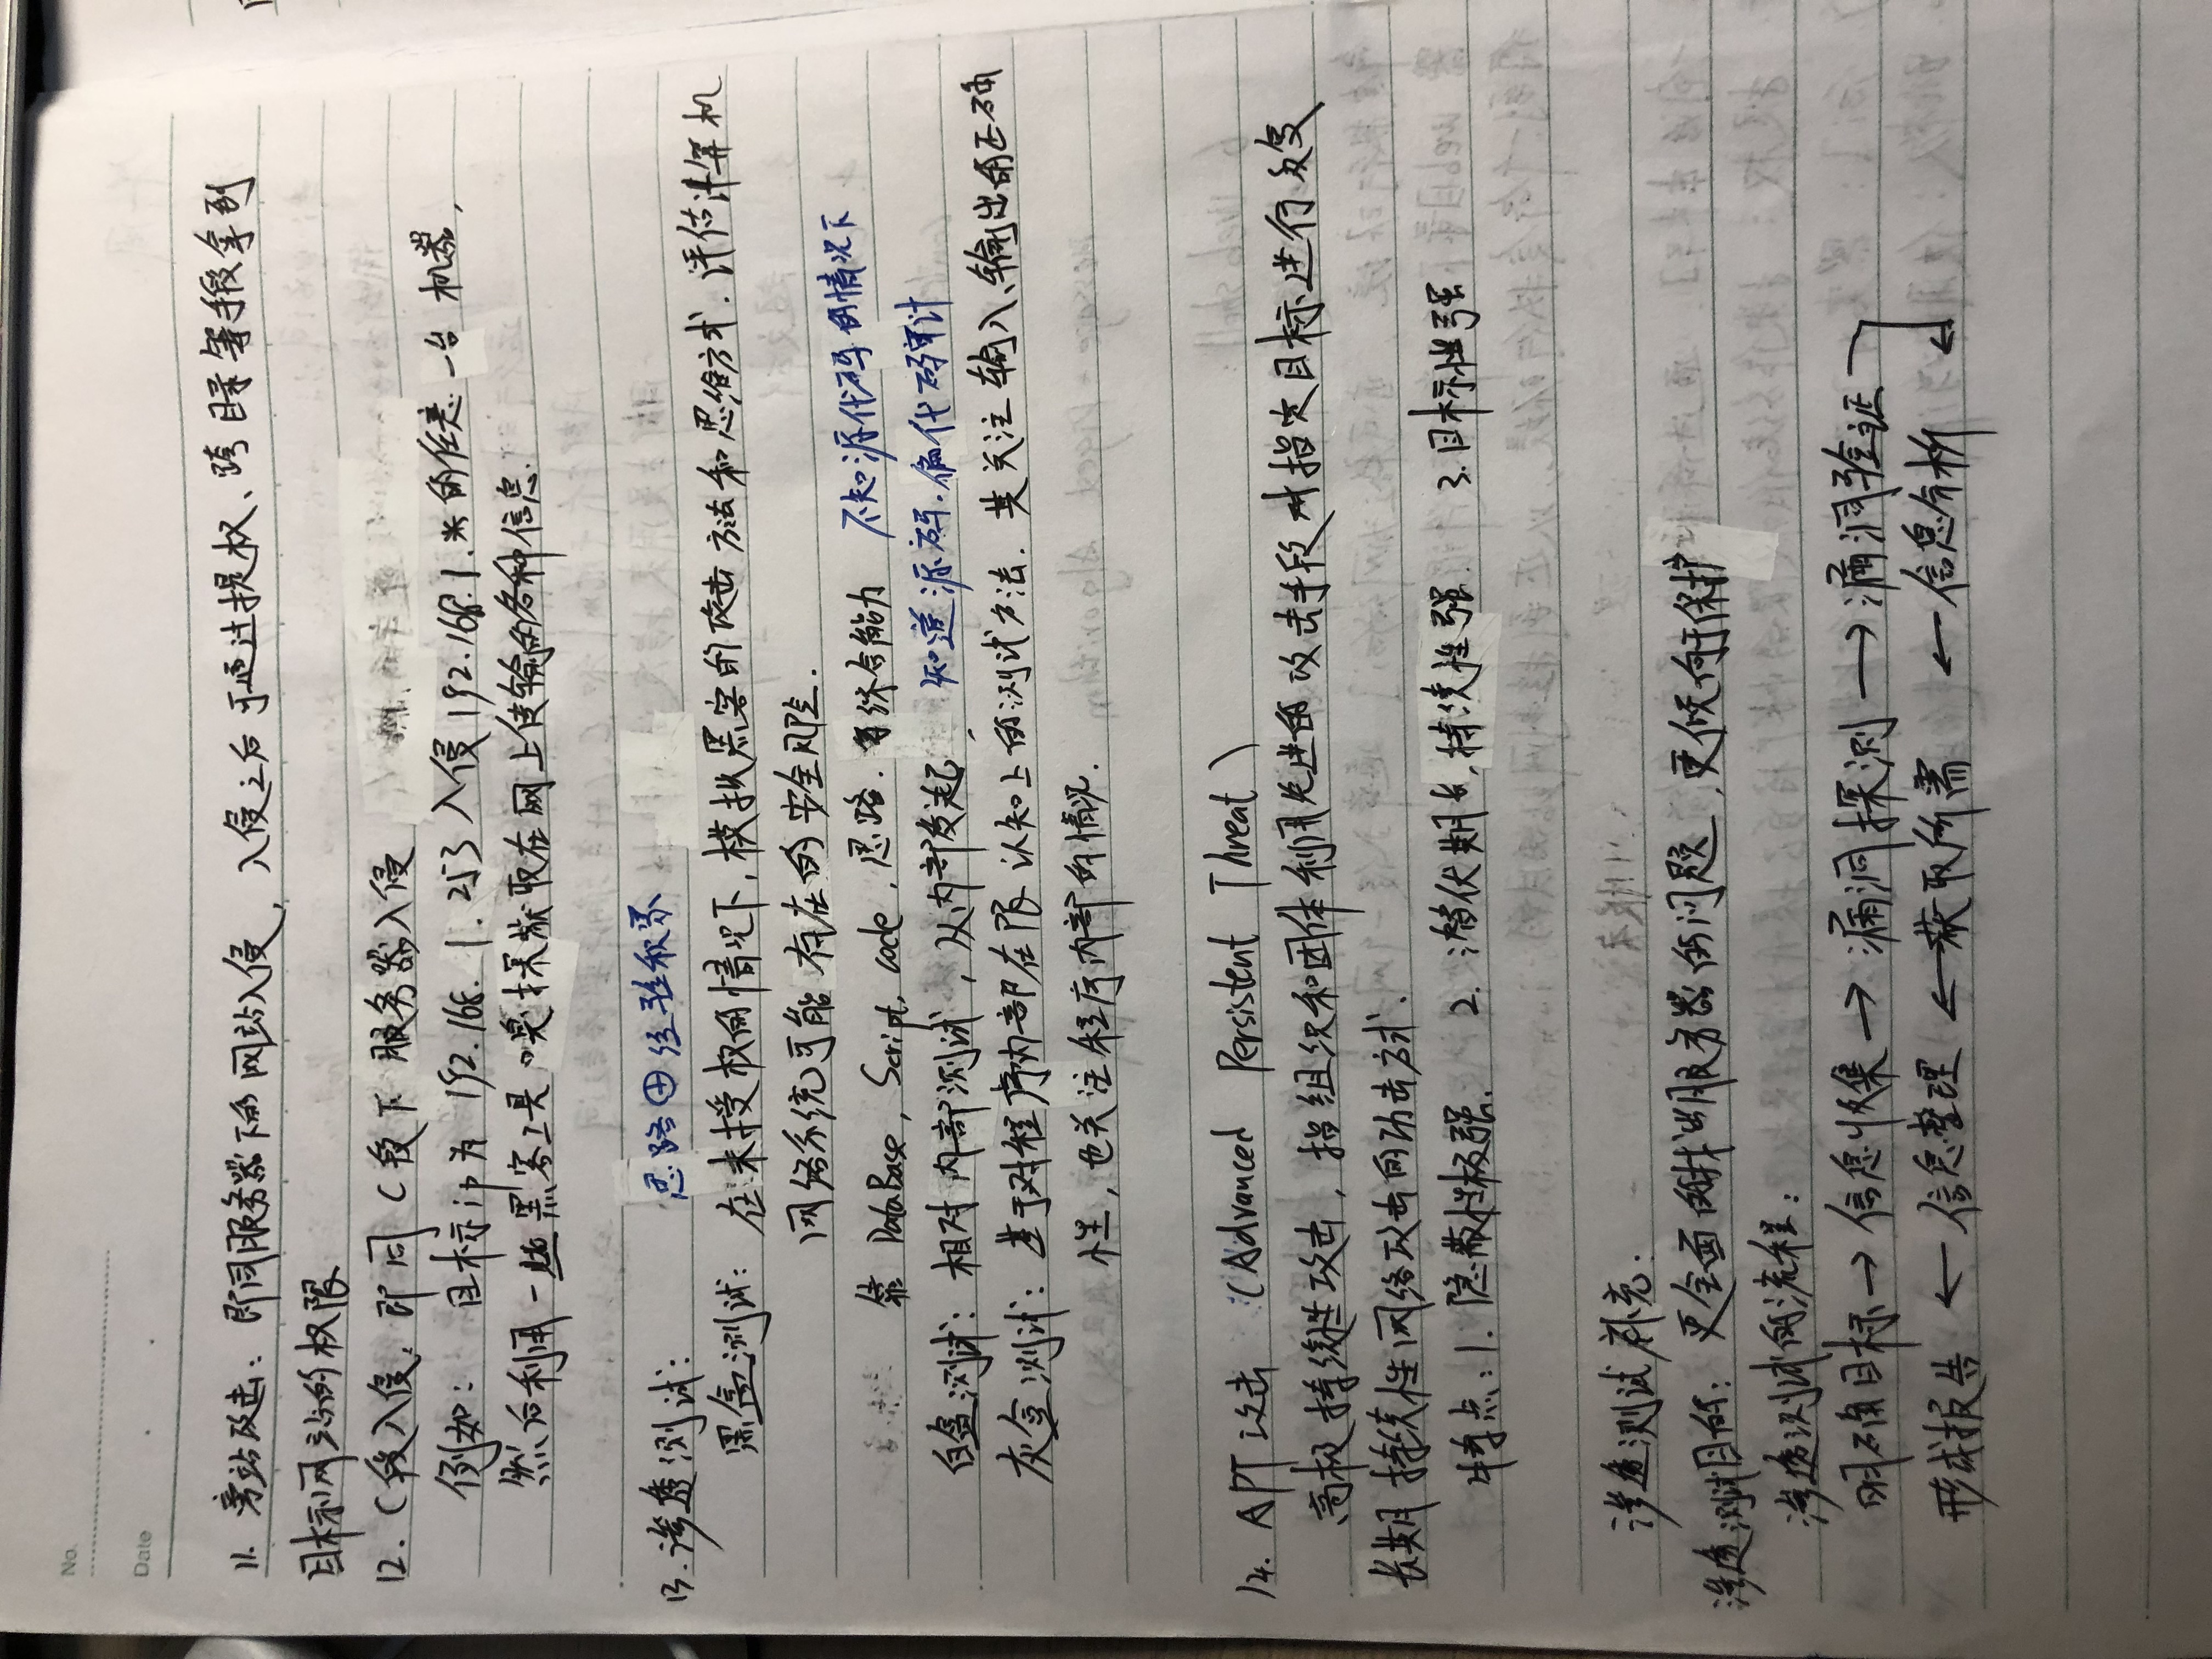 No.
Date
11. 旁站攻击：即同服务器下的网站入侵，入侵之后可通过提权、跨目录等手段拿到
目标网站的权限
12. C段入侵：即同C段下服务器入侵
例如：目标ip为192.168.1.253入侵192.168.1.*的任意一台机器，
然后利用一些黑客工具嗅探获取在网上传输的各种信息.
思路⊕经验积累
13. 渗透测试：
黑盒测试：在未授权的情况下，模拟黑客的攻击方法和思维方式.评估计算机
网络系统可能存在的安全风险.
靠 DataBase, Script, code, 思路. 综合能力 不知源代码的情况下
白盒测试：相对内部测试，从内部发起， 知道源码.偏代码审计
灰盒测试：基于对程序内部在限认知上的测试方法. 其关注输入、输出的正确
性，也关注程序内部的情况.
14. APT攻击 (Advanced Persistent Threat)
高级持续性攻击，指组织和团体利用先进的攻击手段对指定目标进行反复
长期持续性网络攻击的功击方式.
特点：1. 隐蔽性极强. 2. 潜伏期长，持续性强. 3. 目标性强
渗透测试补充.
渗透测试目的：更全面的找出服务器的问题，更倾向于保护
渗透测试的流程：
明确目标→信息收集→漏洞探测→漏洞验证
形成报告←信息整理←获取所需←信息分析